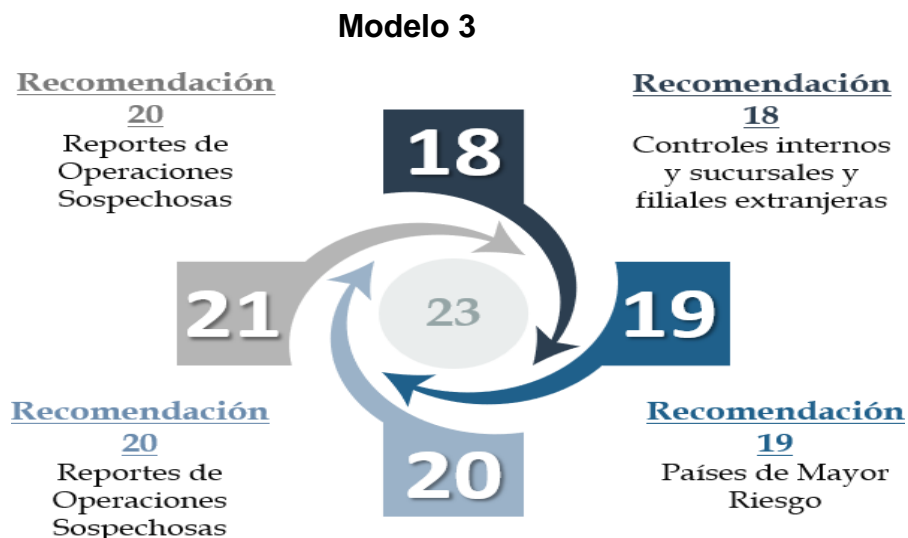 Modelo 3
Recomendación
20
Reportes de
Operaciones
Sospechosas
18
Recomendación
18
Controles internos
y sucursales y
filiales extranjeras
21
23
19
Recomendación
20
Reportes de
Operaciones
Sospechosas
20
Recomendación
19
Países de Mayor
Riesgo